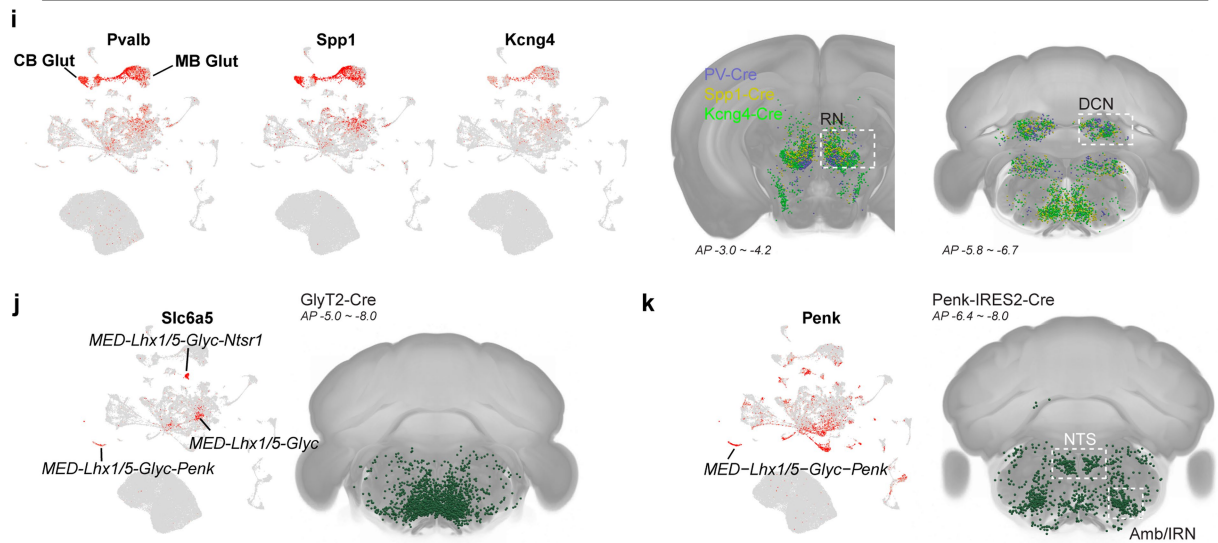 i
Pvalb
Spp1
Kcng4
CB Glut
MB Glut
PV-Cre
Spp1-Cre
Kcng4-Cre
RN
DCN
AP -3.0 ~ -4.2
AP -5.8 ~ -6.7
j
Slc6a5
MED-Lhx1/5-Glyc-Ntsr1
MED-Lhx1/5-Glyc
MED-Lhx1/5-Glyc-Penk
GlyT2-Cre
AP -5.0 ~ -8.0
k
Penk
MED−Lhx1/5−Glyc−Penk
Penk-IRES2-Cre
AP -6.4 ~ -8.0
NTS
Amb/IRN